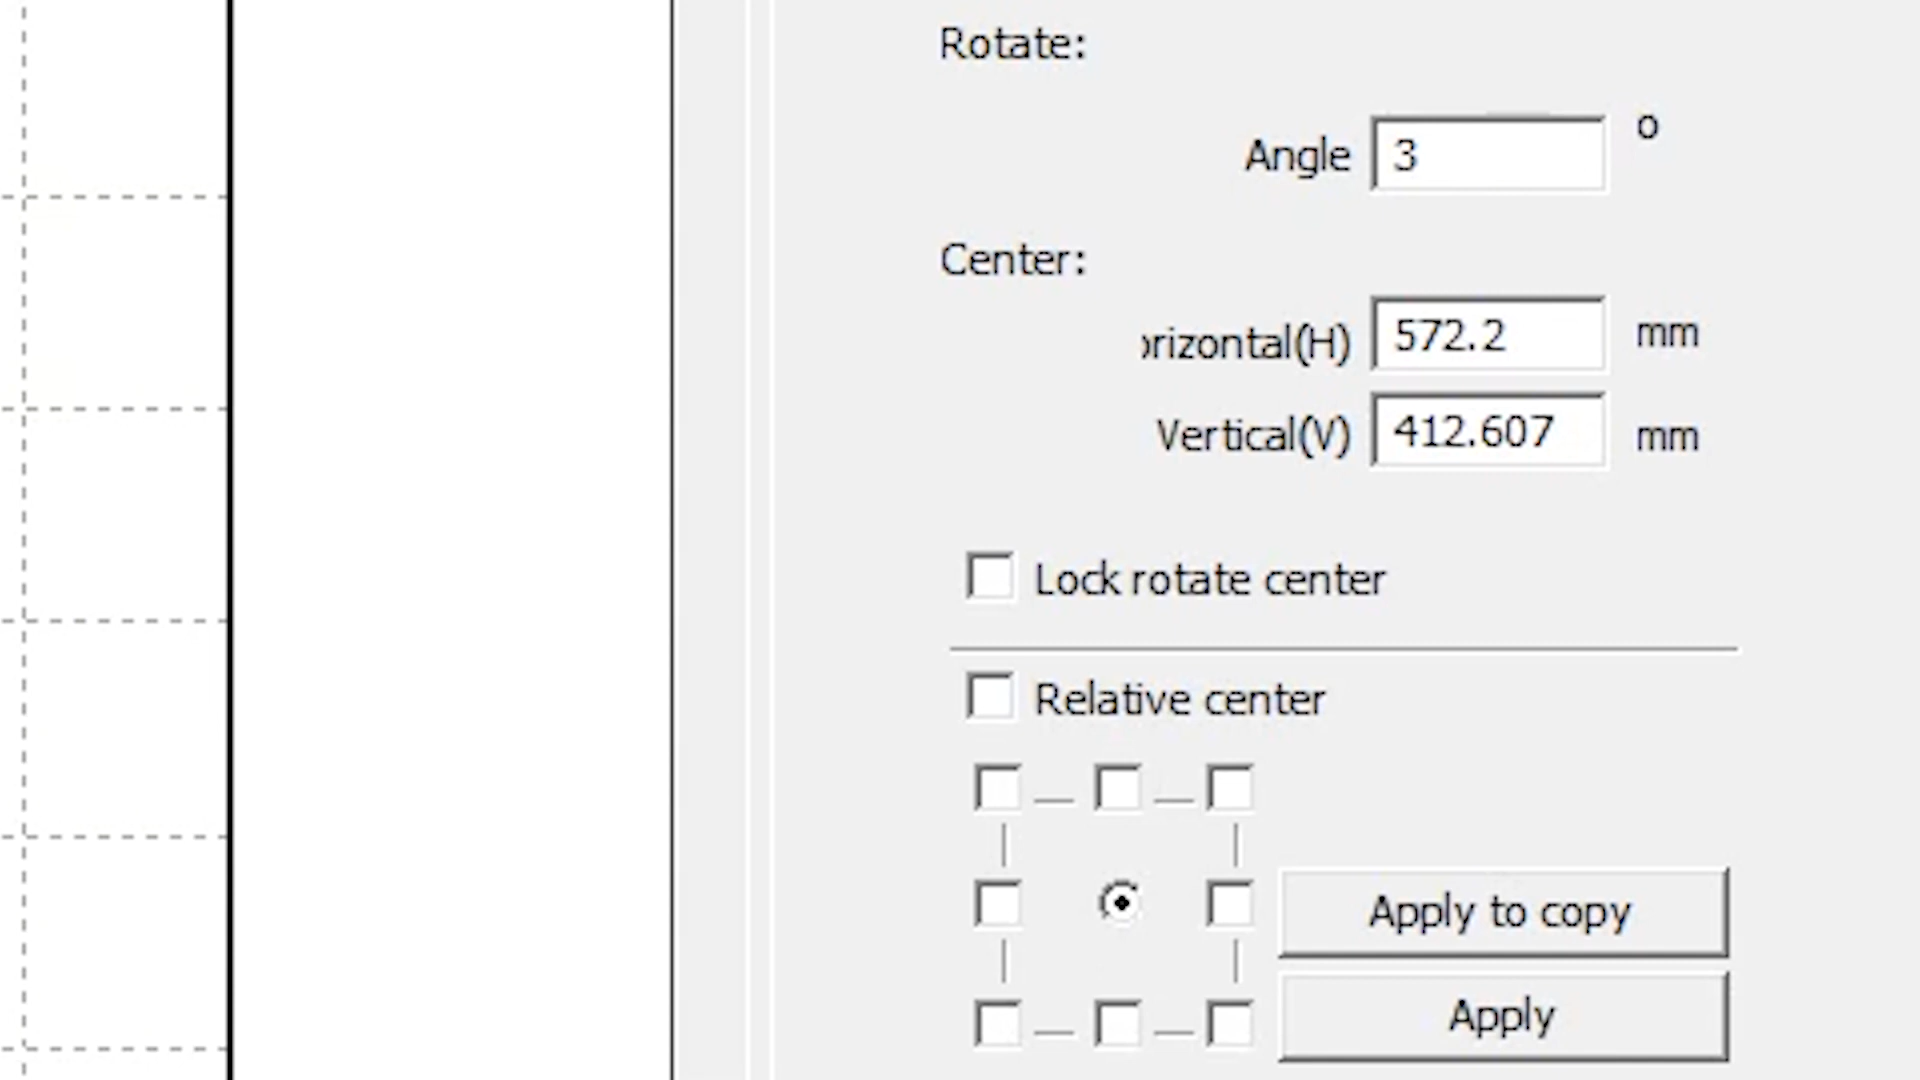 Rotate:
Angle 3 °
Center:
orizontal(H) 572.2 mm
Vertical(V) 412.607 mm
Lock rotate center
Relative center
Apply to copy
Apply